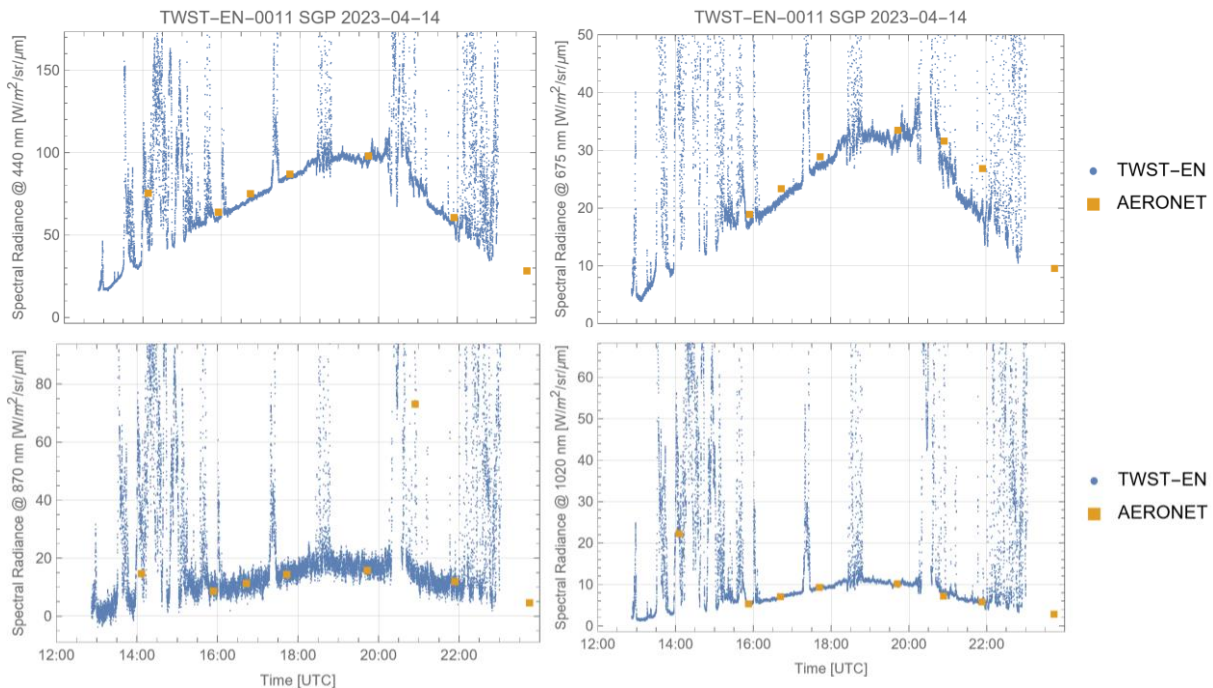 TWST−EN−0011 SGP 2023−04−14
Spectral Radiance @ 440 nm [W/m²/sr/μm]
150
100
50
0
TWST−EN−0011 SGP 2023−04−14
Spectral Radiance @ 675 nm [W/m²/sr/μm]
50
40
30
20
10
0
TWST−EN
AERONET
Spectral Radiance @ 870 nm [W/m²/sr/μm]
80
60
40
20
0
12:00 14:00 16:00 18:00 20:00 22:00
Time [UTC]
Spectral Radiance @ 1020 nm [W/m²/sr/μm]
60
50
40
30
20
10
0
12:00 14:00 16:00 18:00 20:00 22:00
Time [UTC]
TWST−EN
AERONET